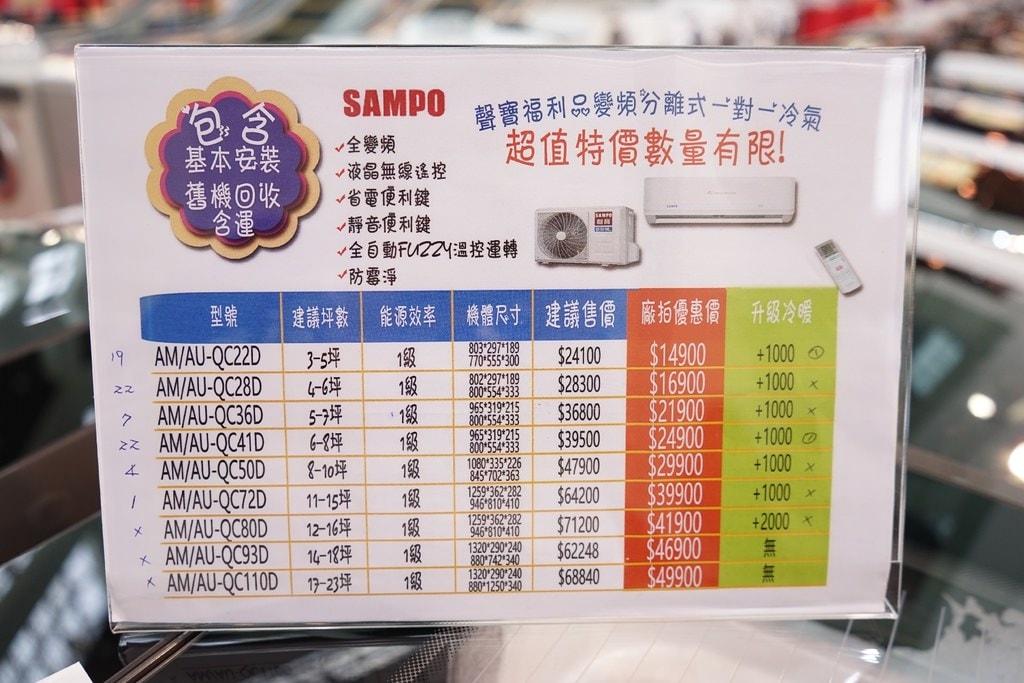 包含
基本安裝
舊機回收
含運
SAMPO
全變頻
液晶無線遙控
省電便利鍵
靜音便利鍵
全自動FUZZY溫控運轉
防霉淨
聲寶福利品變頻分離式一對一冷氣
超值特價數量有限!
SAMPO
型號 建議坪數 能源效率 機體尺寸 建議售價 廠拍優惠價 升級冷暖
19 AM/AU-QC22D 3-5坪 1級 803*297*189 770*555*300 $24100 $14900 +1000 ①
22 AM/AU-QC28D 4-6坪 1級 802*297*189 800*554*333 $28300 $16900 +1000 ×
7 AM/AU-QC36D 5-7坪 1級 965*319*215 800*554*333 $36800 $21900 +1000 ×
22 AM/AU-QC41D 6-8坪 1級 965*319*215 800*554*333 $39500 $24900 +1000 ①
4 AM/AU-QC50D 8-10坪 1級 1080*335*226 845*702*363 $47900 $29900 +1000 ×
1 AM/AU-QC72D 11-15坪 1級 1259*362*282 946*810*410 $64200 $39900 +1000 ×
× AM/AU-QC80D 12-16坪 1級 1259*362*282 946*810*410 $71200 $41900 +2000 ×
× AM/AU-QC93D 14-18坪 1級 1320*290*240 880*742*340 $62248 $46900 無
× AM/AU-QC110D 17-23坪 1級 1320*290*240 880*1250*340 $68840 $49900 無